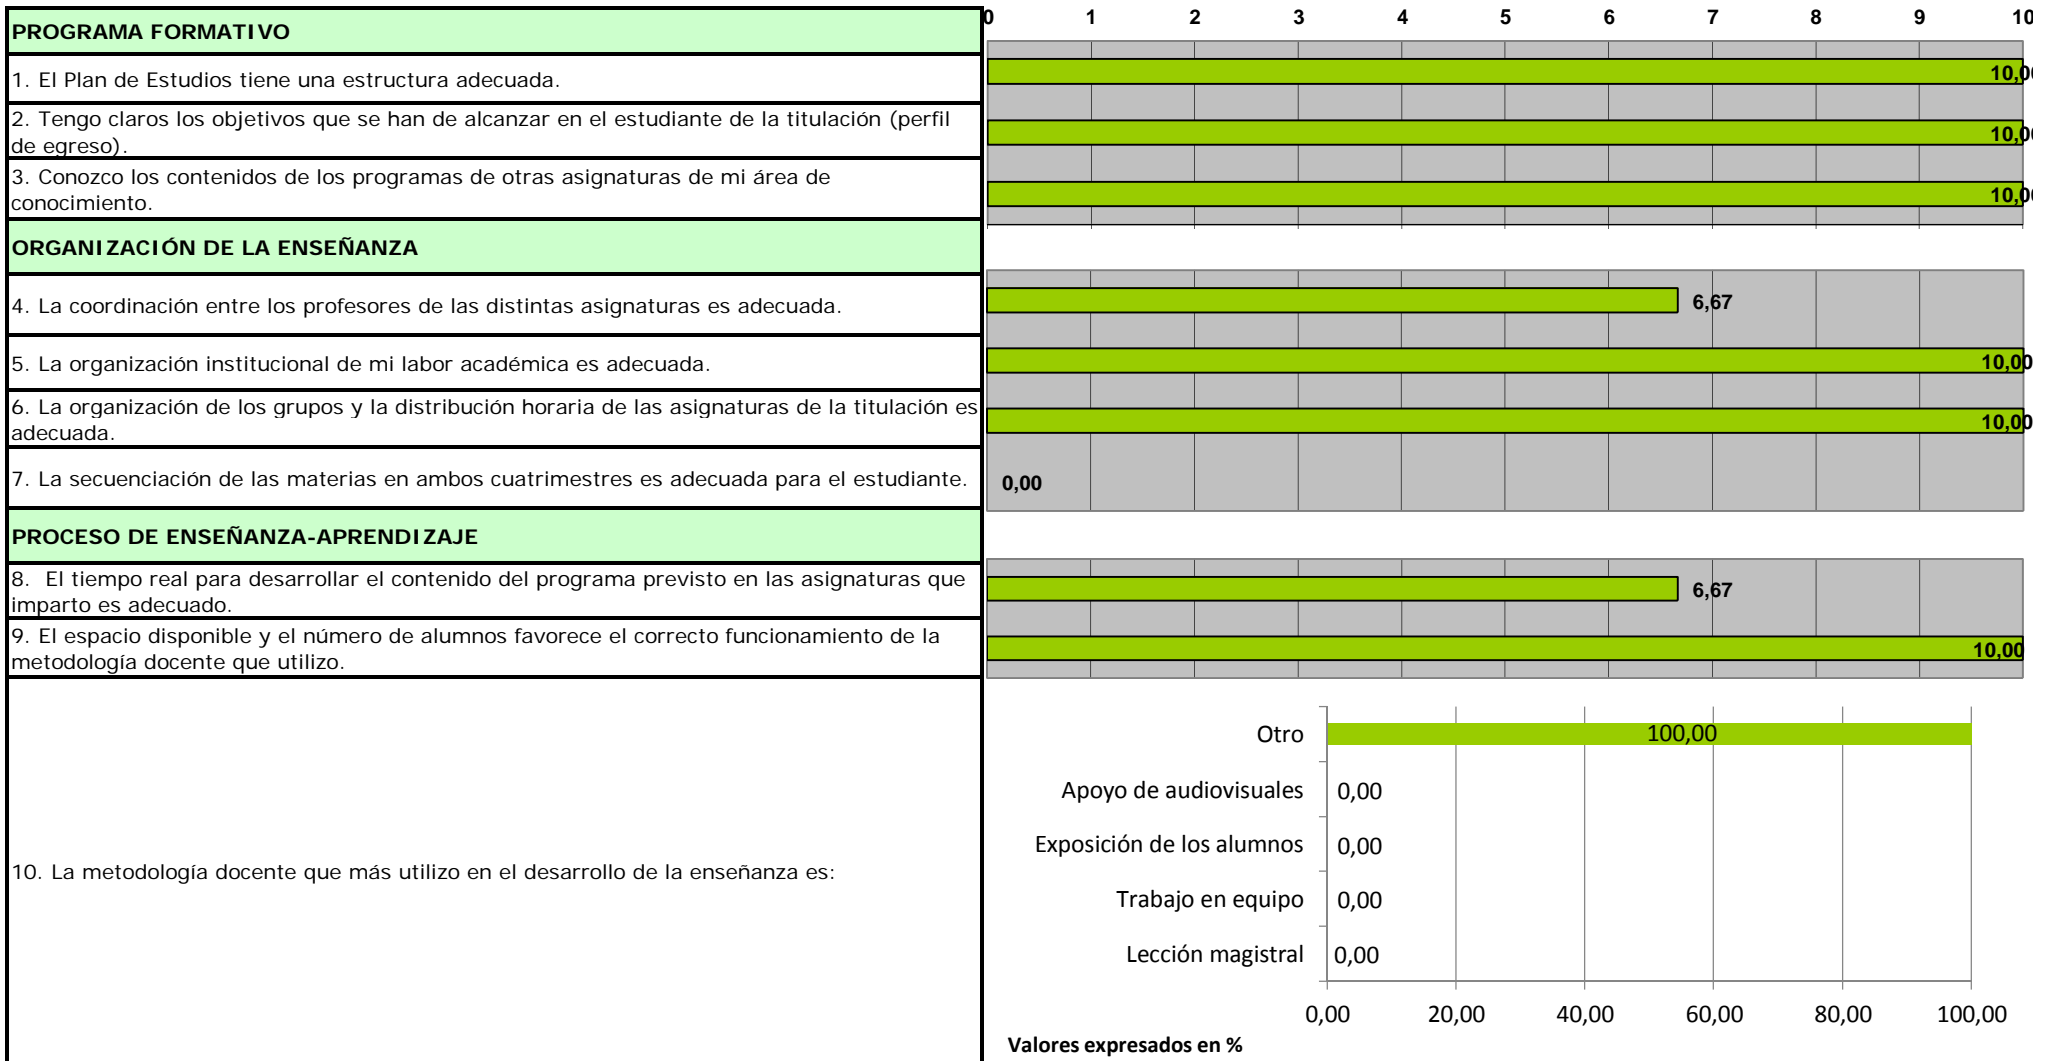 0 1 2 3 4 5 6 7 8 9 10
PROGRAMA FORMATIVO
1. El Plan de Estudios tiene una estructura adecuada.
10,00
2. Tengo claros los objetivos que se han de alcanzar en el estudiante de la titulación (perfil
de egreso).
10,00
3. Conozco los contenidos de los programas de otras asignaturas de mi área de
conocimiento.
10,00
ORGANIZACIÓN DE LA ENSEÑANZA
4. La coordinación entre los profesores de las distintas asignaturas es adecuada.
6,67
5. La organización institucional de mi labor académica es adecuada.
10,00
6. La organización de los grupos y la distribución horaria de las asignaturas de la titulación es
adecuada.
10,00
7. La secuenciación de las materias en ambos cuatrimestres es adecuada para el estudiante.
0,00
PROCESO DE ENSEÑANZA-APRENDIZAJE
8. El tiempo real para desarrollar el contenido del programa previsto en las asignaturas que
imparto es adecuado.
6,67
9. El espacio disponible y el número de alumnos favorece el correcto funcionamiento de la
metodología docente que utilizo.
10,00
10. La metodología docente que más utilizo en el desarrollo de la enseñanza es:
Otro 100,00
Apoyo de audiovisuales 0,00
Exposición de los alumnos 0,00
Trabajo en equipo 0,00
Lección magistral 0,00
0,00 20,00 40,00 60,00 80,00 100,00
Valores expresados en %